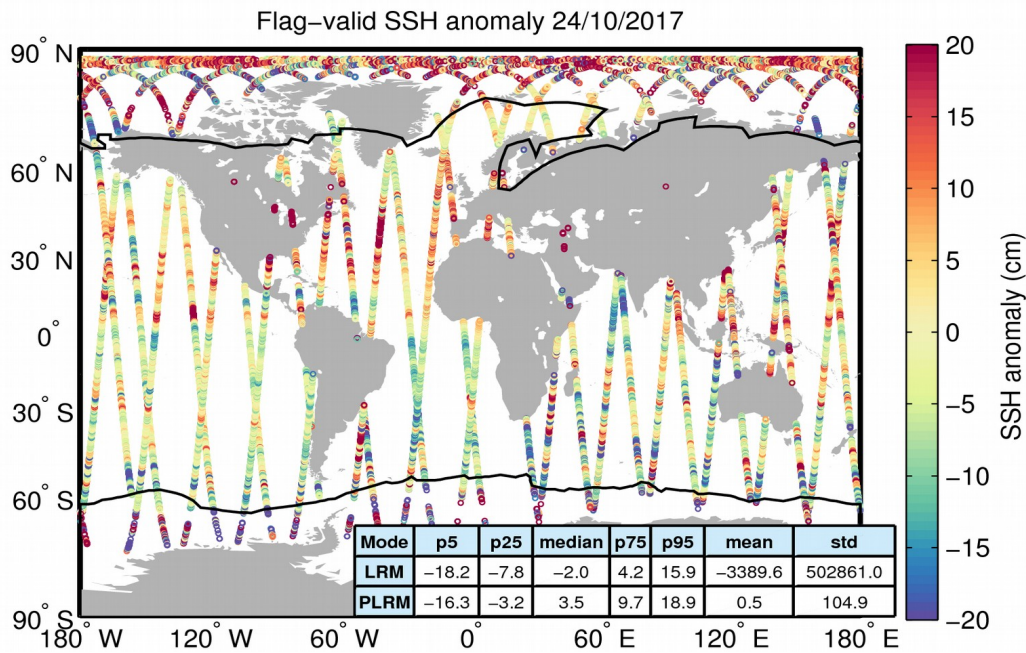 Flag−valid SSH anomaly 24/10/2017
90° N
60° N
30° N
0°
30° S
60° S
90° S
180° W
120° W
60° W
0°
60° E
120° E
180° E
20
15
10
5
0
−5
−10
−15
−20
SSH anomaly (cm)
Mode p5 p25 median p75 p95 mean std
LRM −18.2 −7.8 −2.0 4.2 15.9 −3389.6 502861.0
PLRM −16.3 −3.2 3.5 9.7 18.9 0.5 104.9